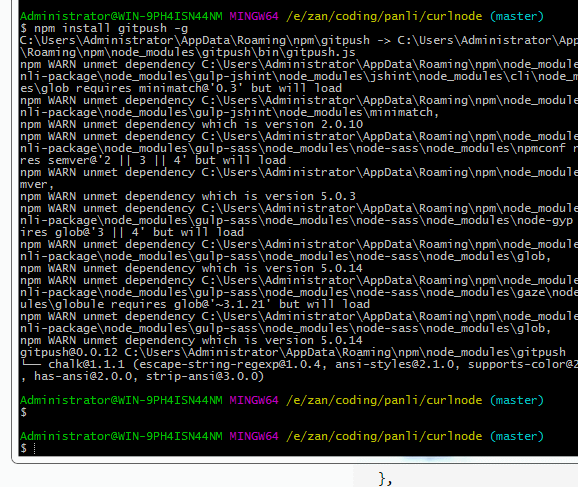 Administrator@WIN-9PH4ISN44NM MINGW64 /e/zan/coding/panli/curlnode (master)
$ npm install gitpush -g
C:\Users\Administrator\AppData\Roaming\npm\gitpush -> C:\Users\Administrator\App
\Roaming\npm\node_modules\gitpush\bin\gitpush.js
npm WARN unmet dependency C:\Users\Administrator\AppData\Roaming\npm\node_module
nli-package\node_modules\gulp-jshint\node_modules\jshint\node_modules\cli\node_m
es\glob requires minimatch@'0.3' but will load
npm WARN unmet dependency C:\Users\Administrator\AppData\Roaming\npm\node_module
nli-package\node_modules\gulp-jshint\node_modules\minimatch,
npm WARN unmet dependency which is version 2.0.10
npm WARN unmet dependency C:\Users\Administrator\AppData\Roaming\npm\node_module
nli-package\node_modules\gulp-sass\node_modules\node-sass\node_modules\npmconf r
res semver@'2 || 3 || 4' but will load
npm WARN unmet dependency C:\Users\Administrator\AppData\Roaming\npm\node_module
nli-package\node_modules\gulp-sass\node_modules\node-sass\node_modules
mver,
npm WARN unmet dependency which is version 5.0.3
npm WARN unmet dependency C:\Users\Administrator\AppData\Roaming\npm\node_module
nli-package\node_modules\gulp-sass\node_modules\node-sass\node_modules\node-gyp
ires glob@'3 || 4' but will load
npm WARN unmet dependency C:\Users\Administrator\AppData\Roaming\npm\node_module
nli-package\node_modules\gulp-sass\node_modules\node-sass\node_modules\glob,
npm WARN unmet dependency which is version 5.0.14
npm WARN unmet dependency C:\Users\Administrator\AppData\Roaming\npm\node_module
nli-package\node_modules\gulp-sass\node_modules\node-sass\node_modules\gaze\node
ules\globule requires glob@'~3.1.21' but will load
npm WARN unmet dependency C:\Users\Administrator\AppData\Roaming\npm\node_module
nli-package\node_modules\gulp-sass\node_modules\node-sass\node_modules\glob,
npm WARN unmet dependency which is version 5.0.14
gitpush@0.0.12 C:\Users\Administrator\AppData\Roaming\npm\node_modules\gitpush
└── chalk@1.1.1 (escape-string-regexp@1.0.4, ansi-styles@2.1.0, supports-color@2
, has-ansi@2.0.0, strip-ansi@3.0.0)
Administrator@WIN-9PH4ISN44NM MINGW64 /e/zan/coding/panli/curlnode (master)
$
Administrator@WIN-9PH4ISN44NM MINGW64 /e/zan/coding/panli/curlnode (master)
$
},